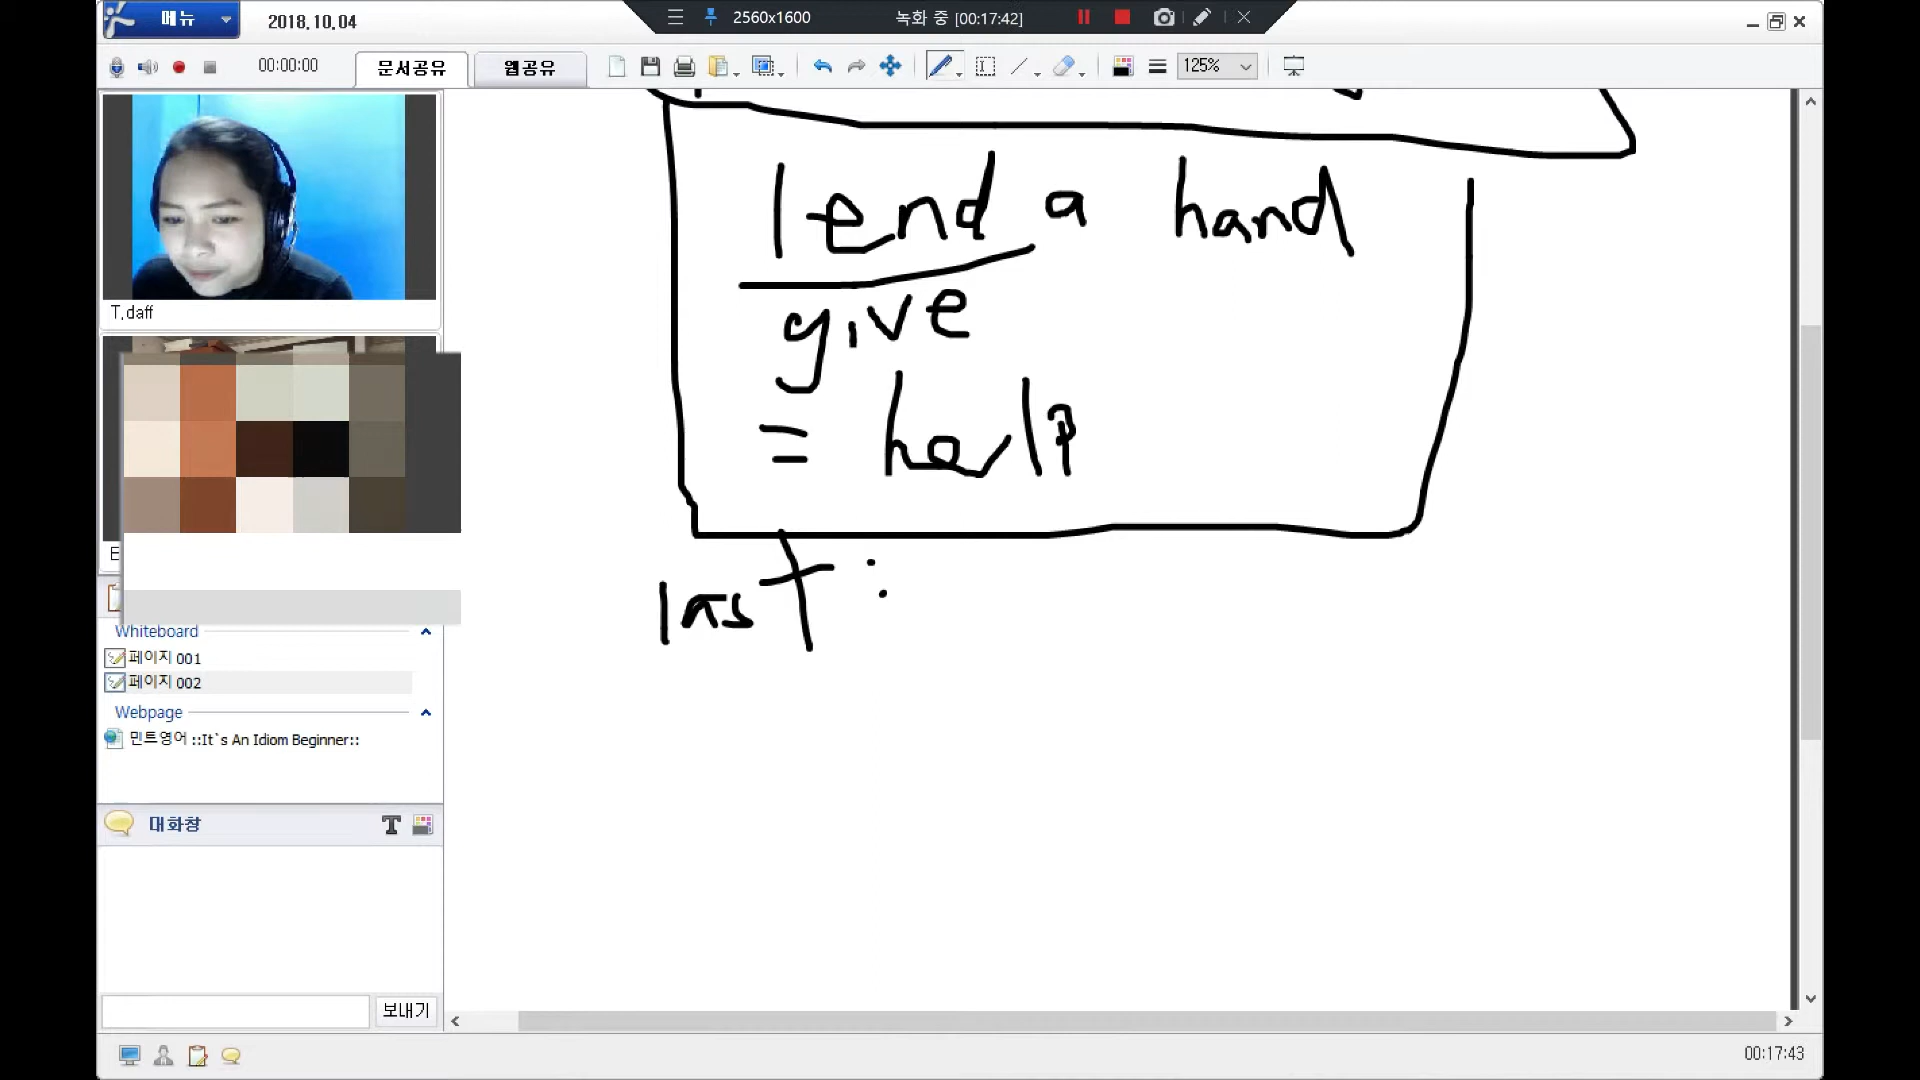 메뉴 2018.10.04
2560x1600 녹화 중 [00:17:42]
00:00:00 문서공유 웹공유 125%
T.daff
E
Whiteboard
페이지 001
페이지 002
Webpage
민트영어 ::It`s An Idiom Beginner::
대화창 T
보내기
lend a hand
give
= help
last :
00:17:43